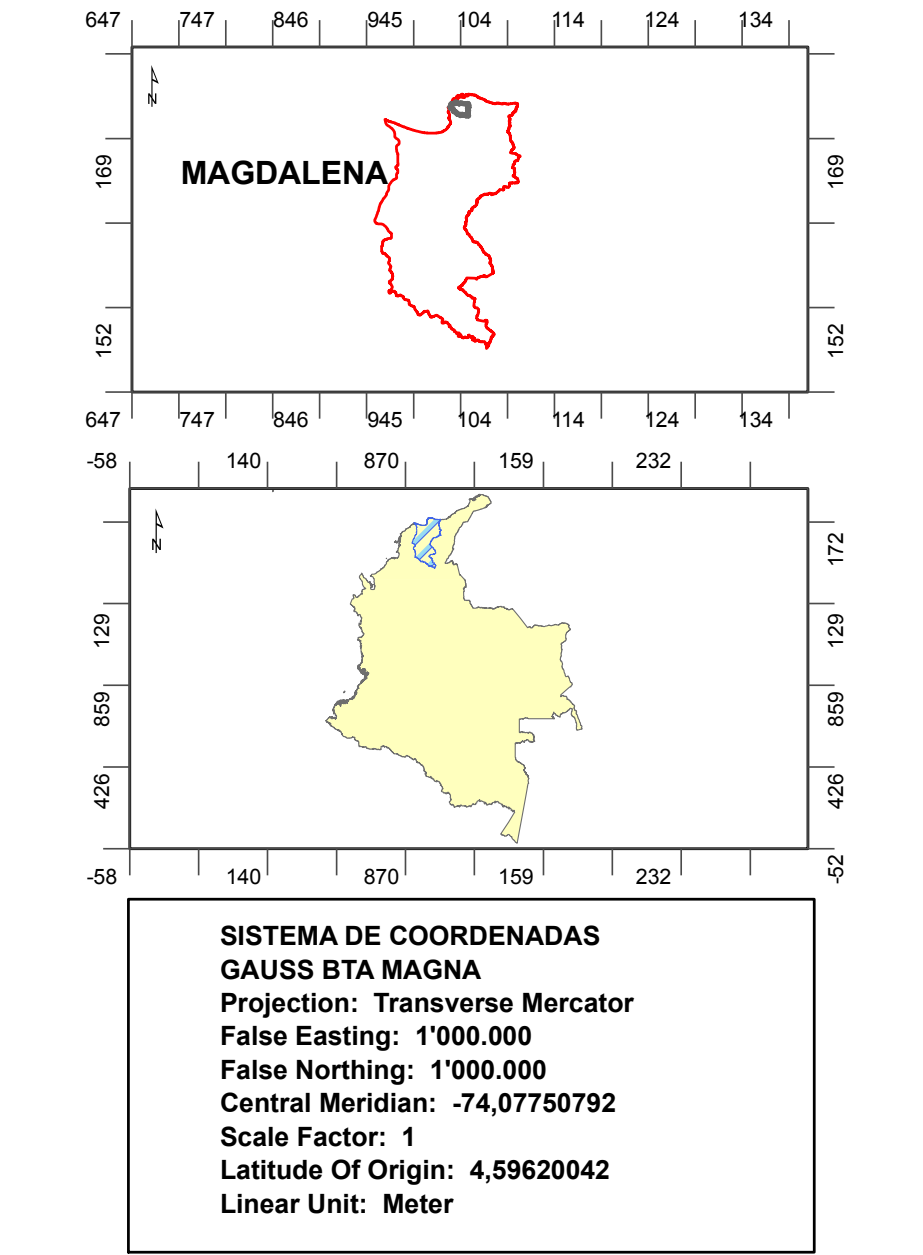 647 747 846 945 104 114 124 134
N
MAGDALENA
169 169
152 152
647 747 846 945 104 114 124 134
-58 140 870 159 232
N
172
129 129
859 859
426 426
-52
-58 140 870 159 232
SISTEMA DE COORDENADAS
GAUSS BTA MAGNA
Projection: Transverse Mercator
False Easting: 1'000.000
False Northing: 1'000.000
Central Meridian: -74,07750792
Scale Factor: 1
Latitude Of Origin: 4,59620042
Linear Unit: Meter